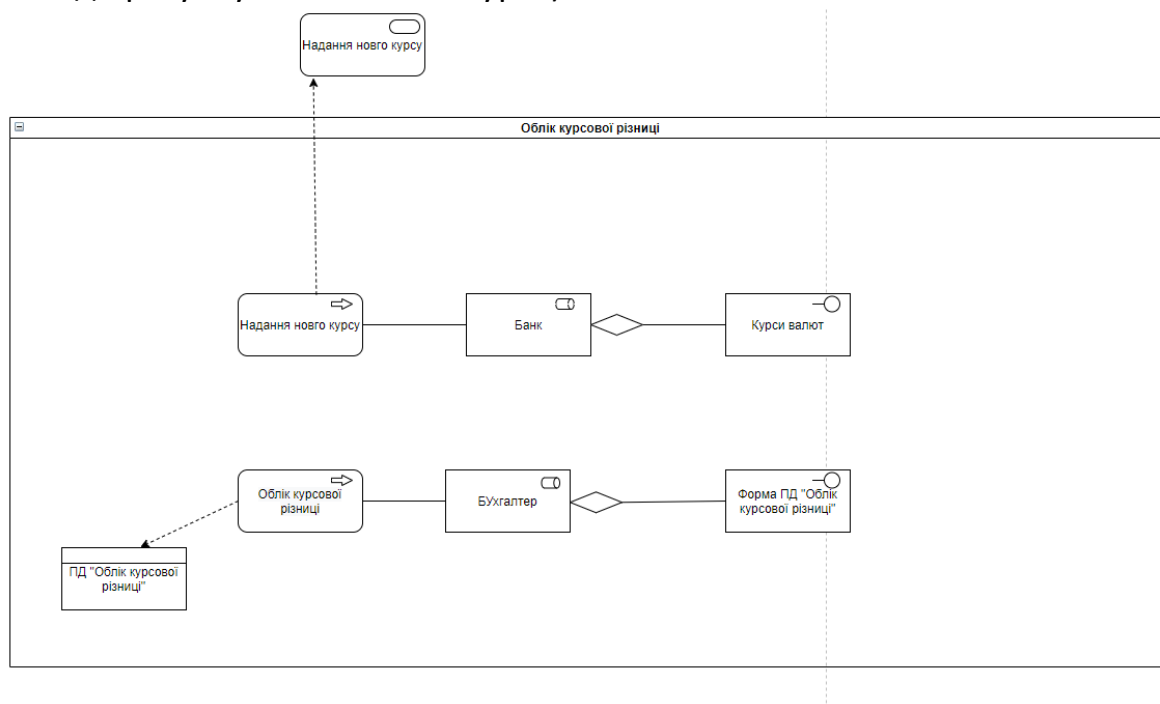 Надання новго курсу
Облік курсової різниці
Надання новго курсу
Банк
Курси валют
Облік курсової
різниці
БУхгалтер
Форма ПД "Облік
курсової різниці"
ПД "Облік курсової
різниці"